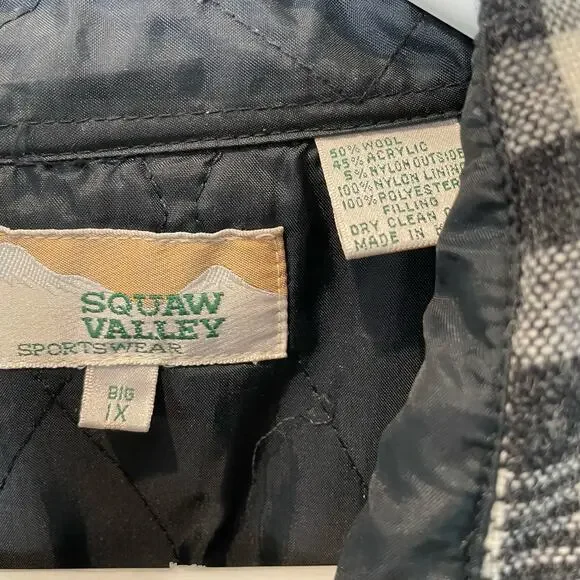 SQUAW
VALLEY
SPORTSWEAR
BIG
1X
50% WOOL
45% ACRYLIC
5% NYLON OUTSIDE
100% NYLON LINING
100% POLYESTER
FILLING
DRY CLEAN
MADE IN